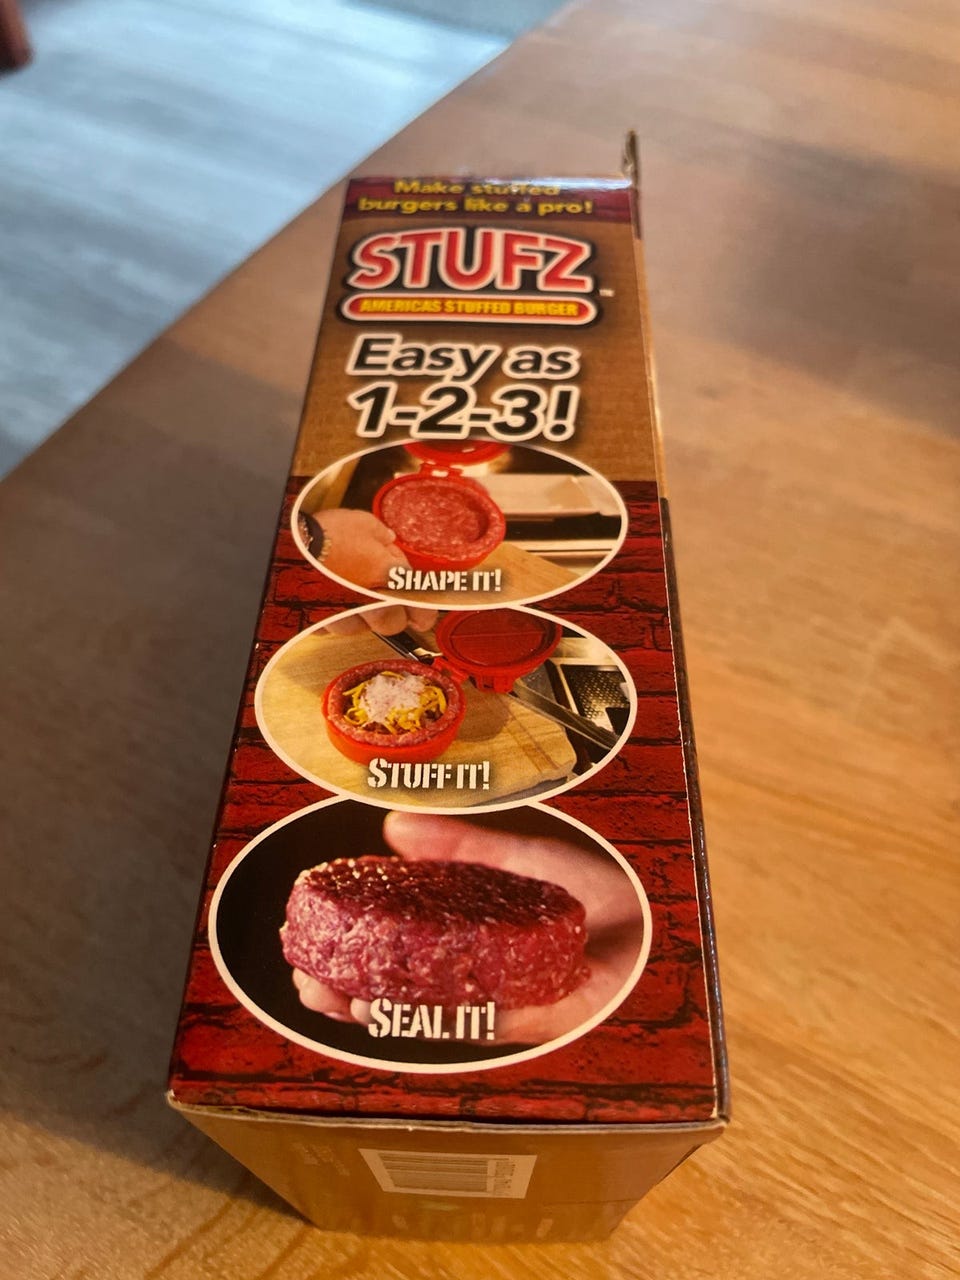 Make stuffed
burgers like a pro!
STUFZ
TM
AMERICAS STUFFED BURGER
Easy as
1-2-3!
SHAPE IT!
STUFF IT!
SEAL IT!